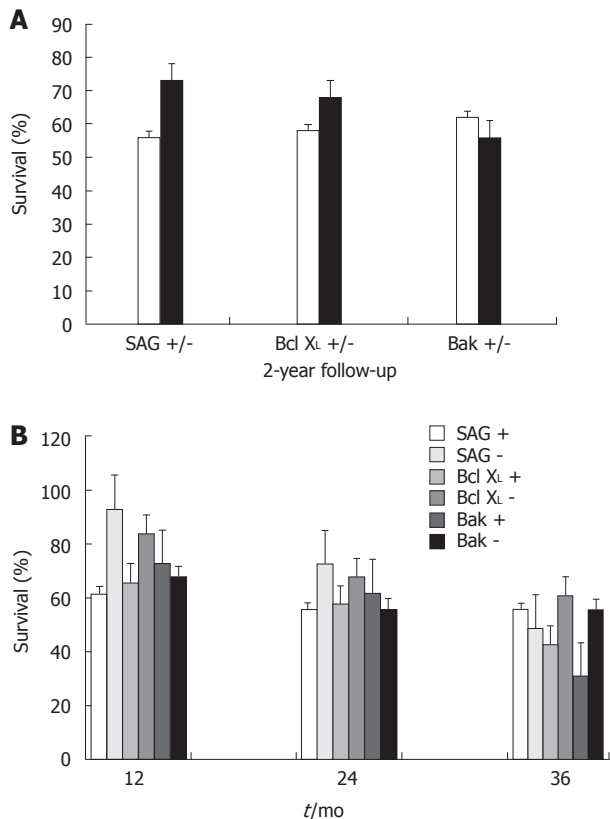 A
90
80
70
60
50
40
30
20
10
0
Survival (%)
SAG +/-
Bcl XL +/-
Bak +/-
2-year follow-up
B
120
100
80
60
40
20
0
Survival (%)
SAG +
SAG -
Bcl XL +
Bcl XL -
Bak +
Bak -
12
24
36
t/mo